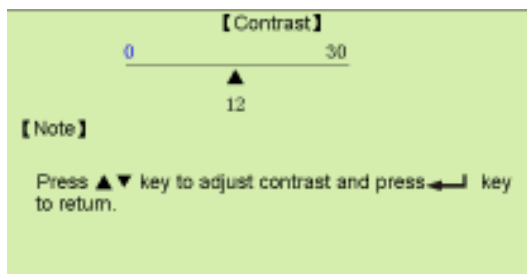 【Contrast】
0 30
▲
12
【Note】
Press ▲▼ key to adjust contrast and press ↵ key
to return.